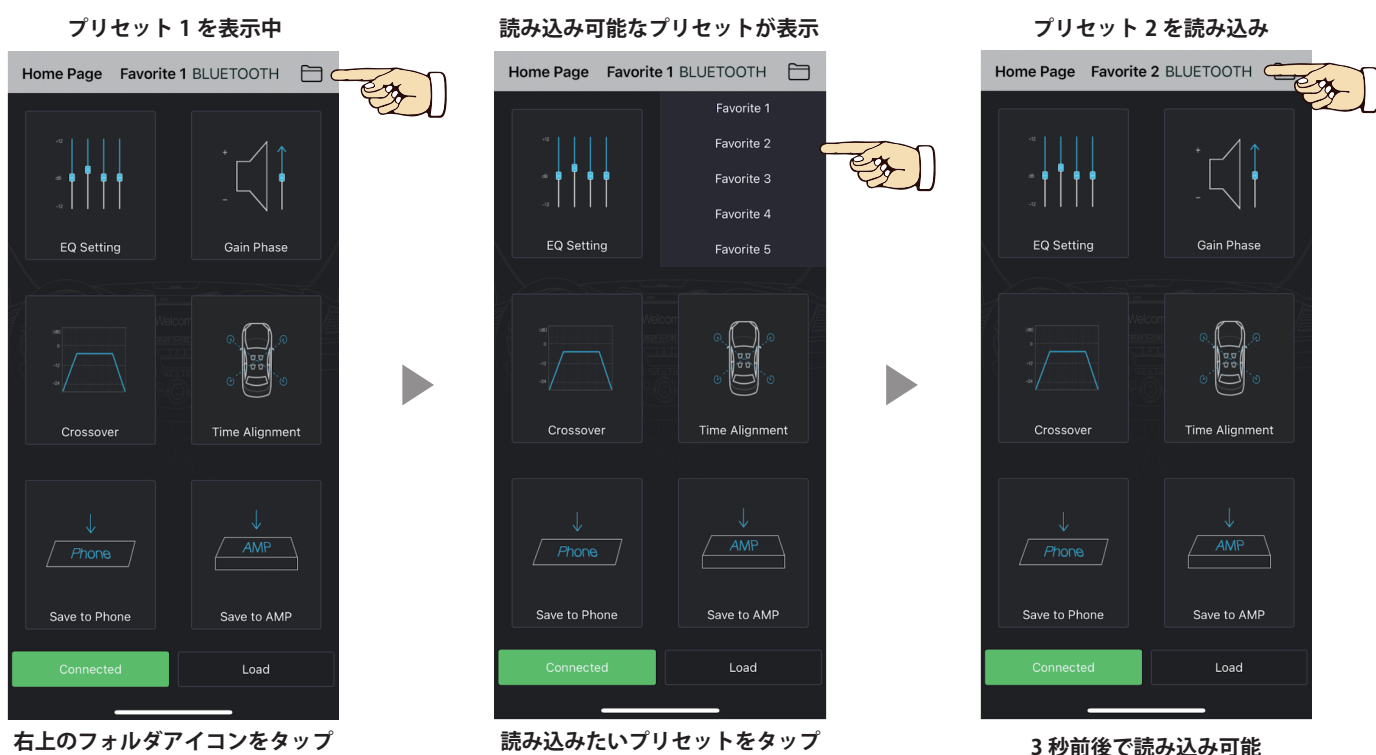 プリセット 1 を表示中
Home Page Favorite 1 BLUETOOTH
+12
dB
-12
EQ Setting
+
-
Gain Phase
Crossover
Time Alignment
Phone
Save to Phone
AMP
Save to AMP
Connected
Load
右上のフォルダアイコンをタップ
読み込み可能なプリセットが表示
Home Page Favorite 1 BLUETOOTH
Favorite 1
Favorite 2
Favorite 3
Favorite 4
Favorite 5
EQ Setting
Crossover
Time Alignment
Phone
Save to Phone
AMP
Save to AMP
Connected
Load
読み込みたいプリセットをタップ
プリセット 2 を読み込み
Home Page Favorite 2 BLUETOOTH
EQ Setting
+
-
Gain Phase
Crossover
Time Alignment
Phone
Save to Phone
AMP
Save to AMP
Connected
Load
3 秒前後で読み込み可能